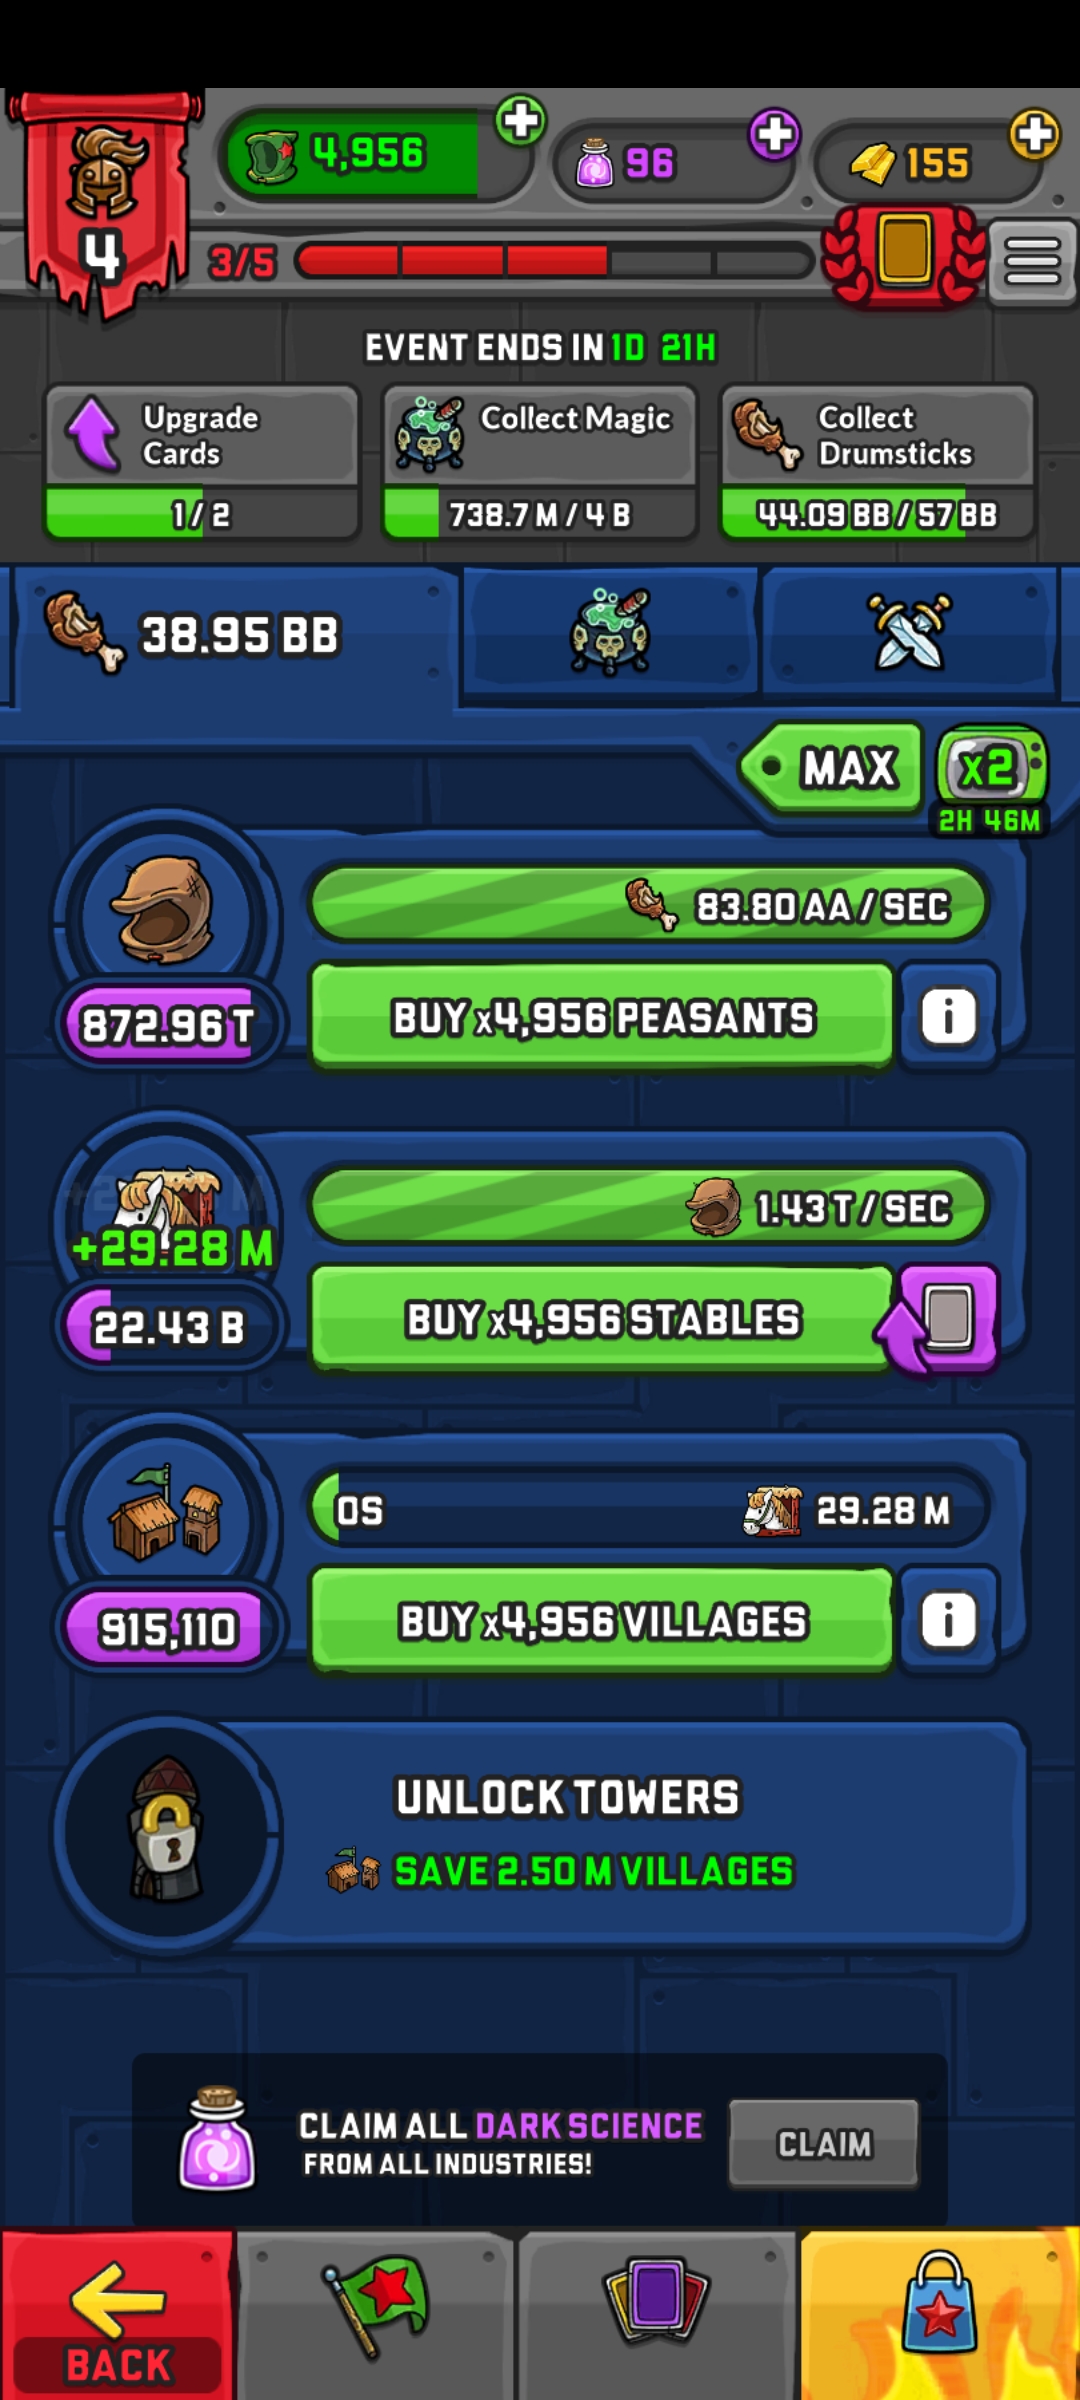 4,956
96
155
4
3/5
EVENT ENDS IN 1D 21H
Upgrade
Cards
1/2
Collect Magic
738.7 M / 4 B
Collect
Drumsticks
44.09 BB / 57 BB
38.95 BB
MAX
x2
2H 46M
83.80 AA / SEC
872.96 T
BUY x4,956 PEASANTS
i
+29.28 M
1.43 T / SEC
22.43 B
BUY x4,956 STABLES
0S
29.28 M
915,110
BUY x4,956 VILLAGES
i
UNLOCK TOWERS
SAVE 2.50 M VILLAGES
CLAIM ALL DARK SCIENCE
FROM ALL INDUSTRIES!
CLAIM
BACK